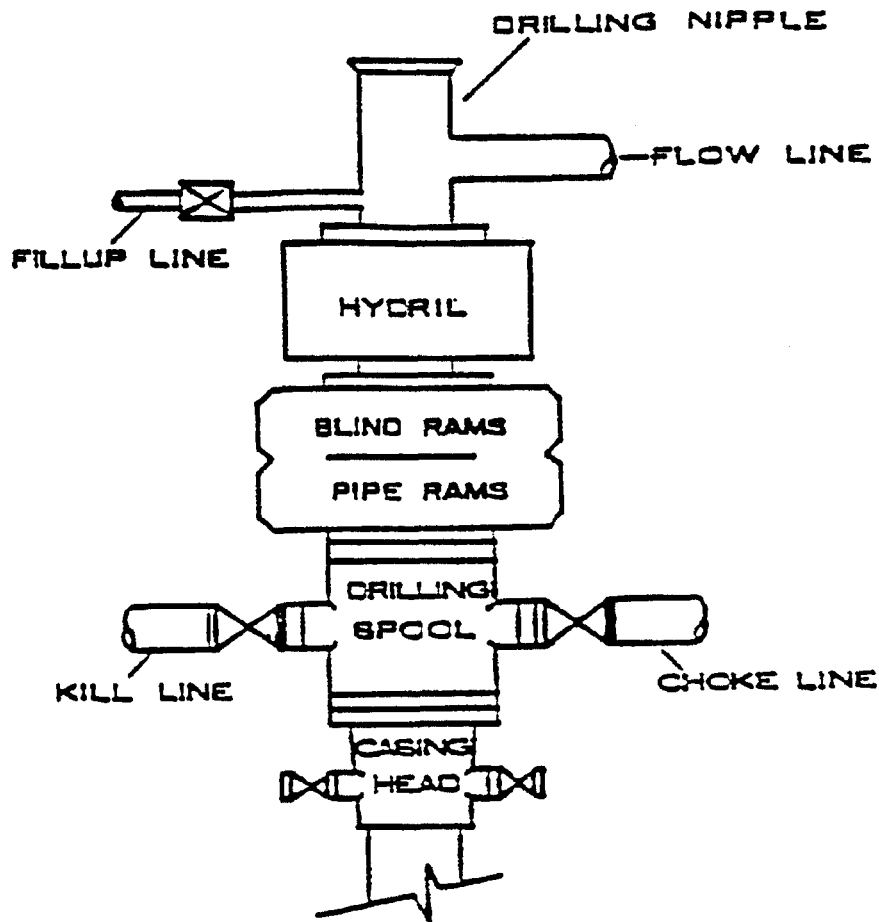 DRILLING NIPPLE
FLOW LINE
FILLUP LINE
HYDRIL
BLIND RAMS
PIPE RAMS
DRILLING
SPOOL
KILL LINE
CHOKE LINE
CASING
HEAD